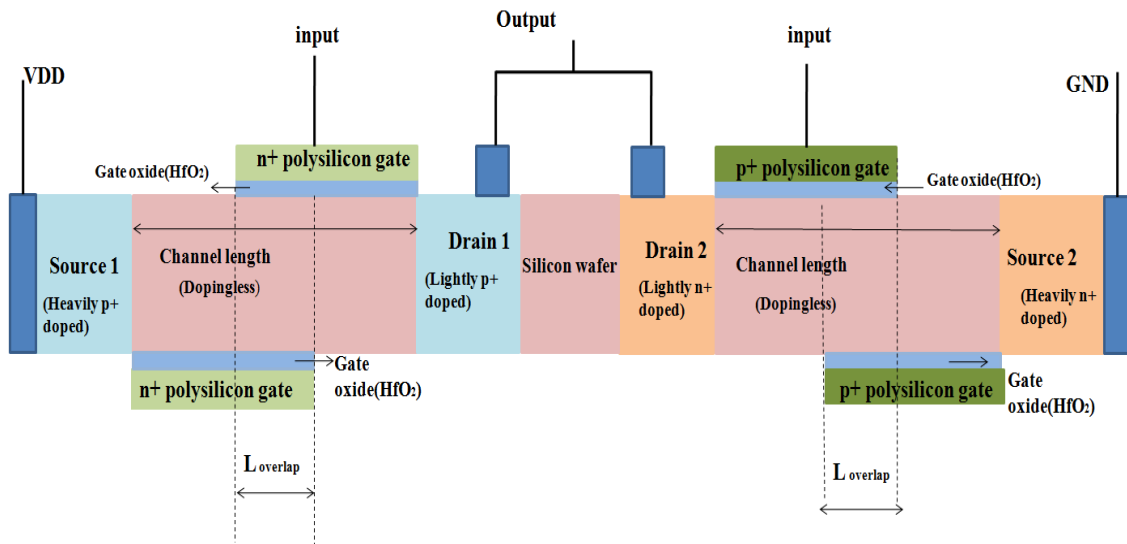 Output
input
input
VDD
GND
n+ polysilicon gate
p+ polysilicon gate
Gate oxide(HfO₂)
Gate oxide(HfO₂)
Source 1
(Heavily p+
doped)
Channel length
(Dopingless)
Drain 1
(Lightly p+
doped)
Silicon wafer
Drain 2
(Lightly n+
doped)
Channel length
(Dopingless)
Source 2
(Heavily n+
doped)
n+ polysilicon gate
Gate
oxide(HfO₂)
p+ polysilicon gate
Gate
oxide(HfO₂)
L overlap
L overlap